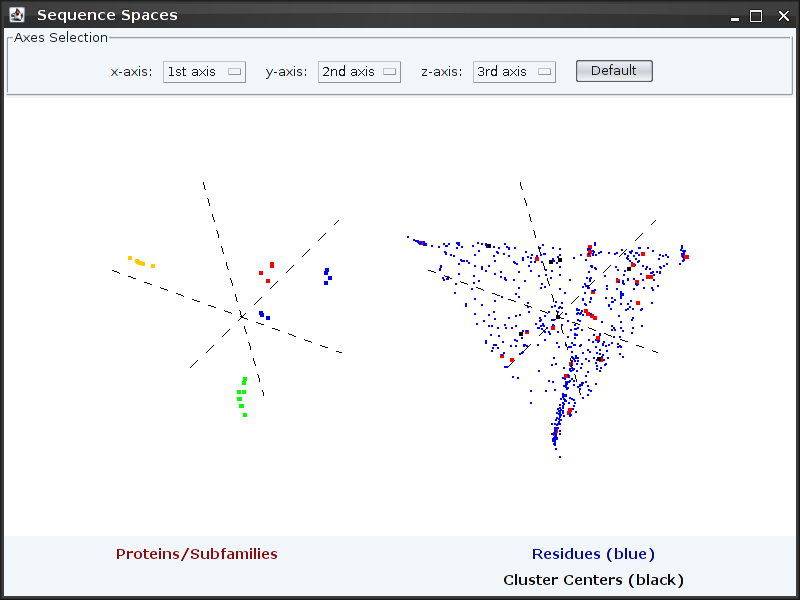 Sequence Spaces
Axes Selection
x-axis: 1st axis y-axis: 2nd axis z-axis: 3rd axis Default
Proteins/Subfamilies
Residues (blue)
Cluster Centers (black)